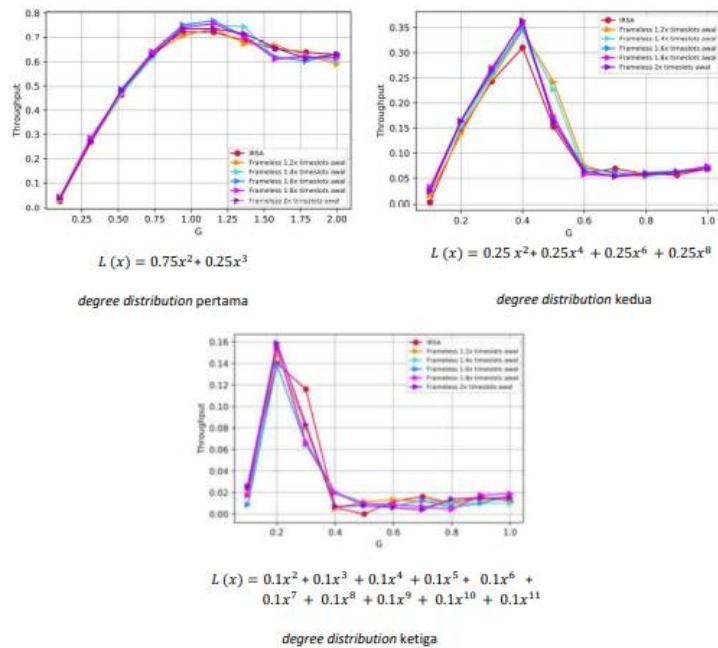 0.8
0.7
0.6
0.5
0.4
0.3
0.2
0.1
0.0
Throughput
IRSA
Frameless 1.2x timeslots awal
Frameless 1.4x timeslots awal
Frameless 1.6x timeslots awal
Frameless 1.8x timeslots awal
Frameless 2x timeslots awal
0.25 0.50 0.75 1.00 1.25 1.50 1.75 2.00
G
L (x) = 0.75x² + 0.25x³
degree distribution pertama
0.35
0.30
0.25
0.20
0.15
0.10
0.05
0.00
Throughput
IRSA
Frameless 1.2x timeslots awal
Frameless 1.4x timeslots awal
Frameless 1.6x timeslots awal
Frameless 1.8x timeslots awal
Frameless 2x timeslots awal
0.2 0.4 0.6 0.8 1.0
G
L (x) = 0.25 x² + 0.25x⁴ + 0.25x⁶ + 0.25x⁸
degree distribution kedua
0.16
0.14
0.12
0.10
0.08
0.06
0.04
0.02
0.00
Throughput
IRSA
Frameless 1.2x timeslots awal
Frameless 1.4x timeslots awal
Frameless 1.6x timeslots awal
Frameless 1.8x timeslots awal
Frameless 2x timeslots awal
0.2 0.4 0.6 0.8 1.0
G
L (x) = 0.1x² + 0.1x³ + 0.1x⁴ + 0.1x⁵ + 0.1x⁶ +
0.1x⁷ + 0.1x⁸ + 0.1x⁹ + 0.1x¹⁰ + 0.1x¹¹
degree distribution ketiga